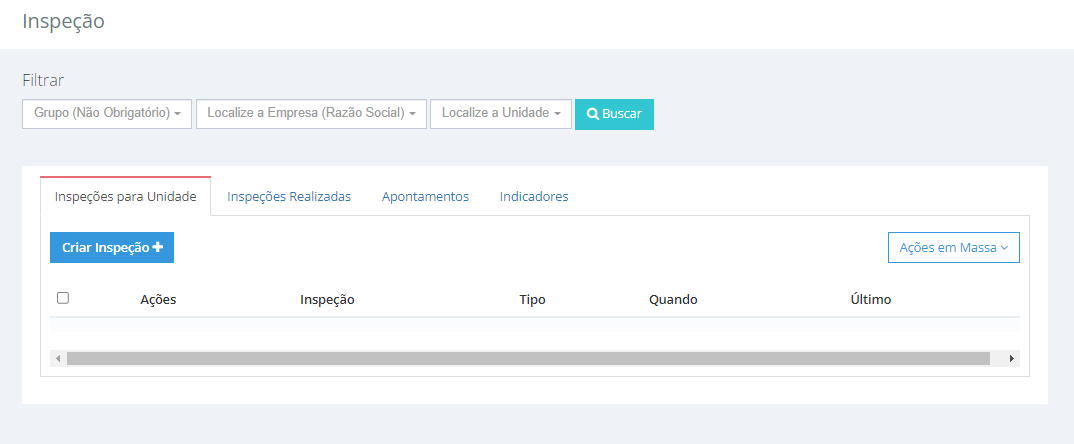 Inspeção
Filtrar
Grupo (Não Obrigatório) Localize a Empresa (Razão Social) Localize a Unidade Buscar
Inspeções para Unidade Inspeções Realizadas Apontamentos Indicadores
Criar Inspeção Ações em Massa
Ações Inspeção Tipo Quando Último